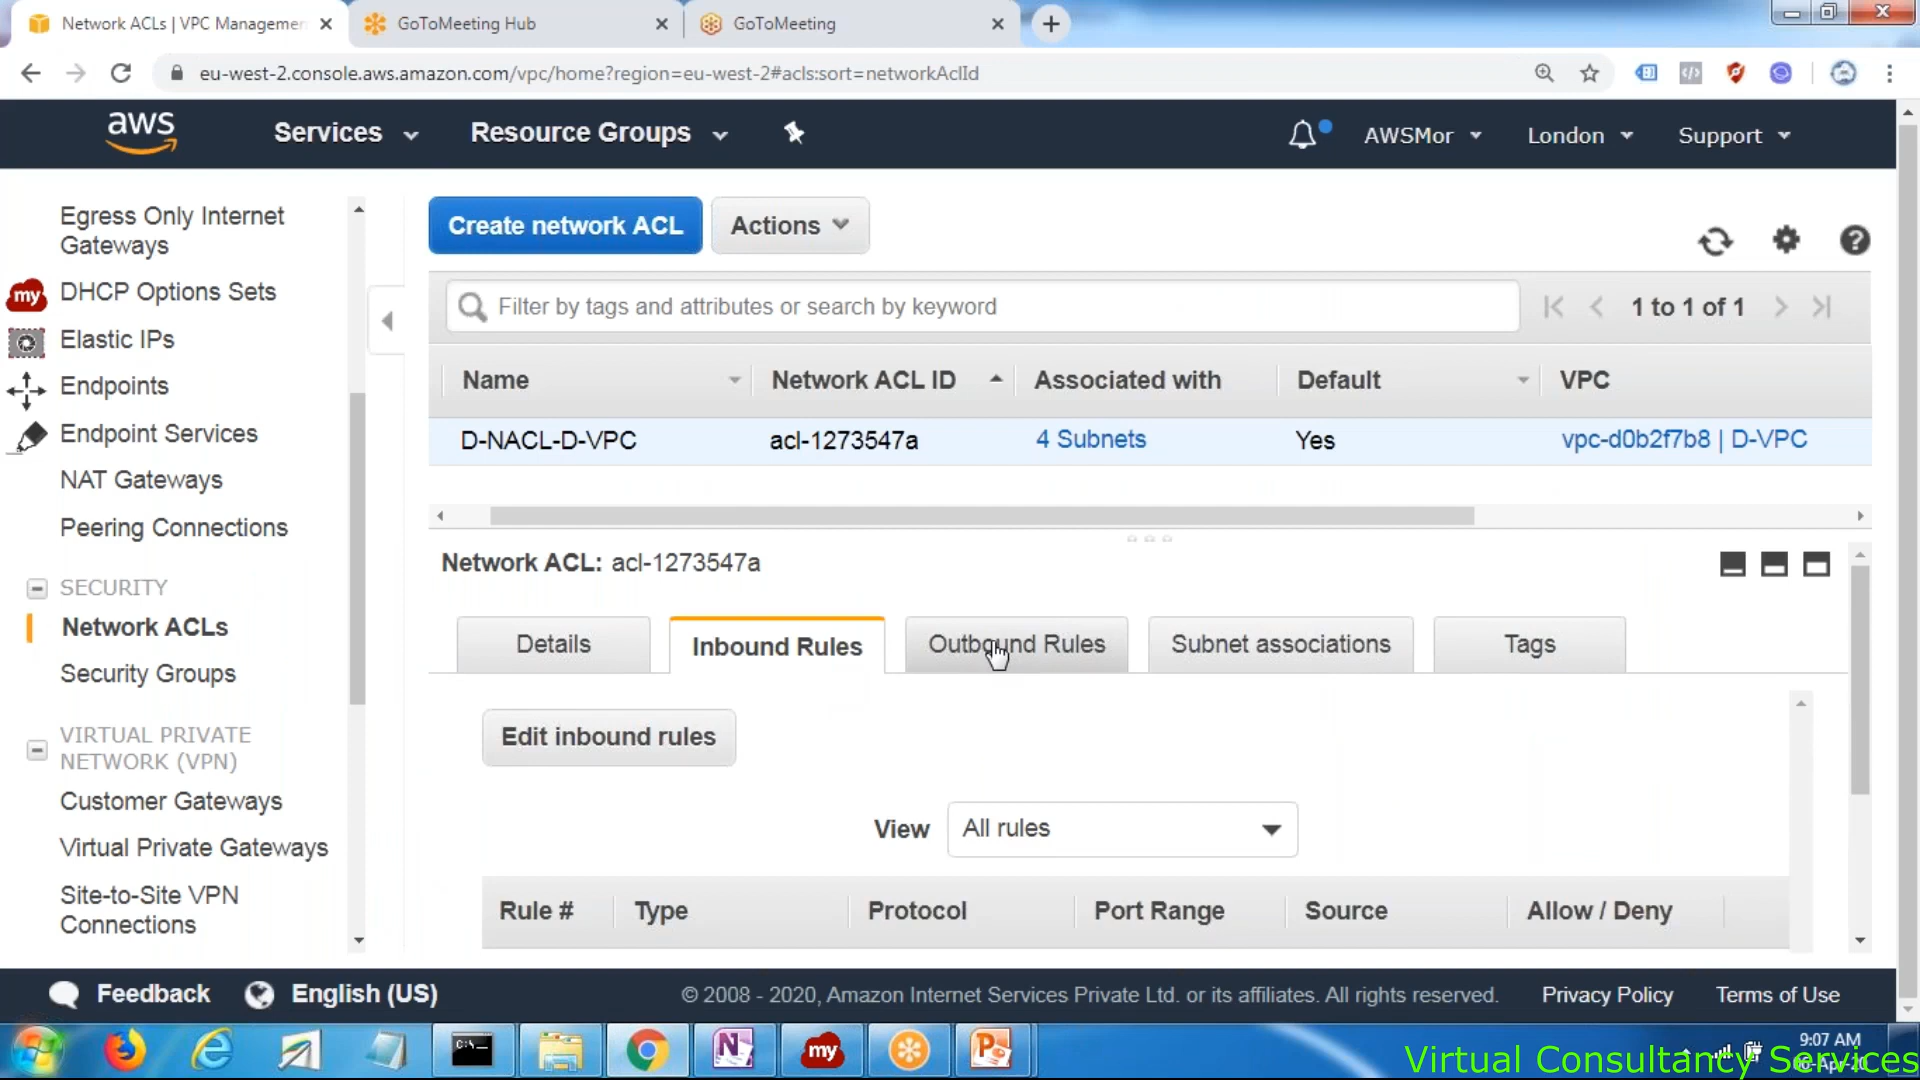 Network ACLs | VPC Managemen
GoToMeeting Hub
GoToMeeting
eu-west-2.console.aws.amazon.com/vpc/home?region=eu-west-2#acls:sort=networkAclId
aws
Services
Resource Groups
AWSMor
London
Support
Egress Only Internet
Gateways
DHCP Options Sets
Elastic IPs
Endpoints
Endpoint Services
NAT Gateways
Peering Connections
SECURITY
Network ACLs
Security Groups
VIRTUAL PRIVATE
NETWORK (VPN)
Customer Gateways
Virtual Private Gateways
Site-to-Site VPN
Connections
my
Create network ACL
Actions
Filter by tags and attributes or search by keyword
1 to 1 of 1
Name
Network ACL ID
Associated with
Default
VPC
D-NACL-D-VPC
acl-1273547a
4 Subnets
Yes
vpc-d0b2f7b8 | D-VPC
Network ACL: acl-1273547a
Details
Inbound Rules
Outbound Rules
Subnet associations
Tags
Edit inbound rules
View
All rules
Rule #
Type
Protocol
Port Range
Source
Allow / Deny
Feedback
English (US)
© 2008 - 2020, Amazon Internet Services Private Ltd. or its affiliates. All rights reserved.
Privacy Policy
Terms of Use
my
9:07 AM
Virtual Consultancy Services